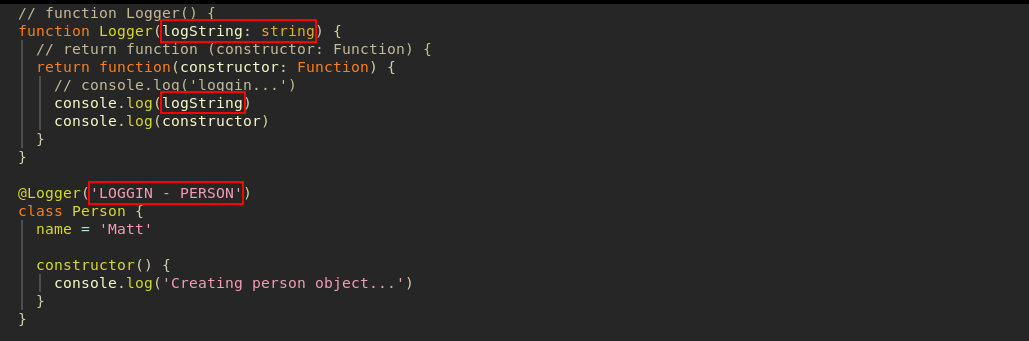 // function Logger() {
function Logger(logString: string) {
// return function (constructor: Function) {
return function(constructor: Function) {
// console.log('loggin...')
console.log(logString)
console.log(constructor)
}
}
@Logger('LOGGIN - PERSON')
class Person {
name = 'Matt'
constructor() {
console.log('Creating person object...')
}
}